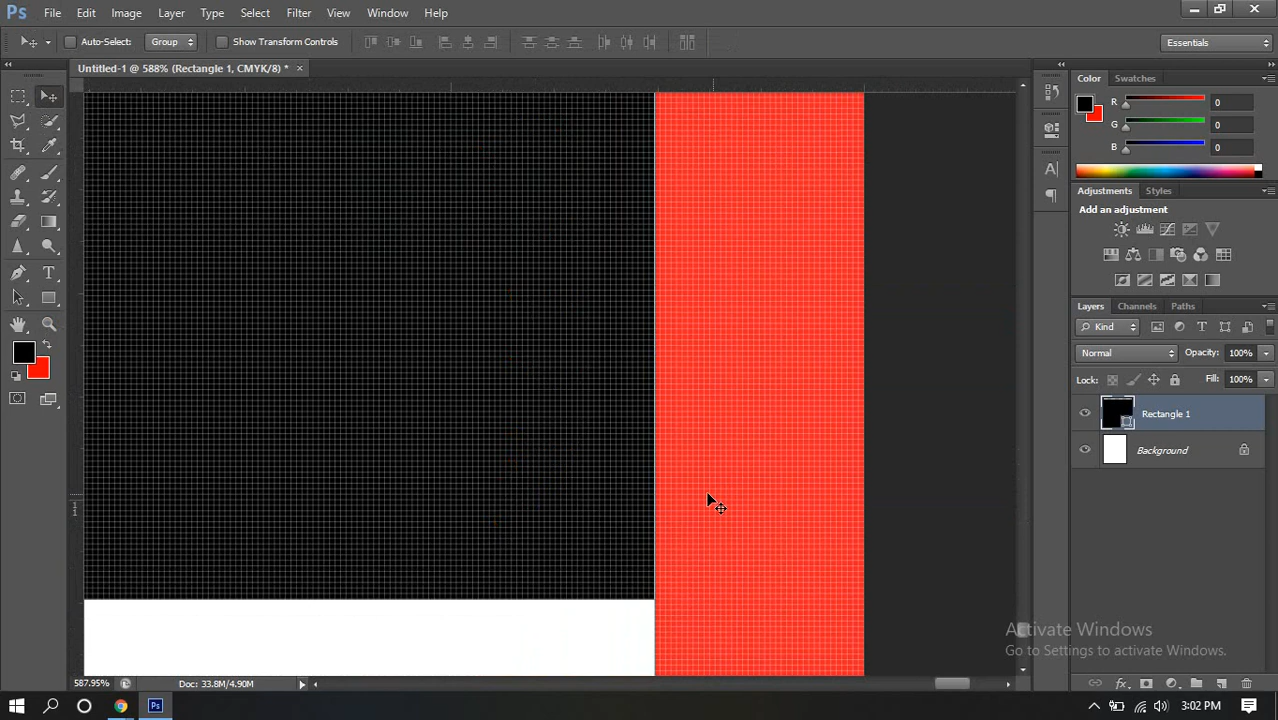 Ps File Edit Image Layer Type Select Filter 3D View Window Help
Auto-Select: Group Show Transform Controls Essentials
Untitled-1 @ 588% (Rectangle 1, CMYK/8) * ×
Color Swatches
R 0
G 0
B 0
Adjustments Styles
Add an adjustment
Layers Channels Paths
Kind
Normal Opacity: 100%
Lock: Fill: 100%
Rectangle 1
Background
Activate Windows
Go to Settings to activate Windows.
587.95% Doc: 33.8M/4.90M
Ps 3:02 PM